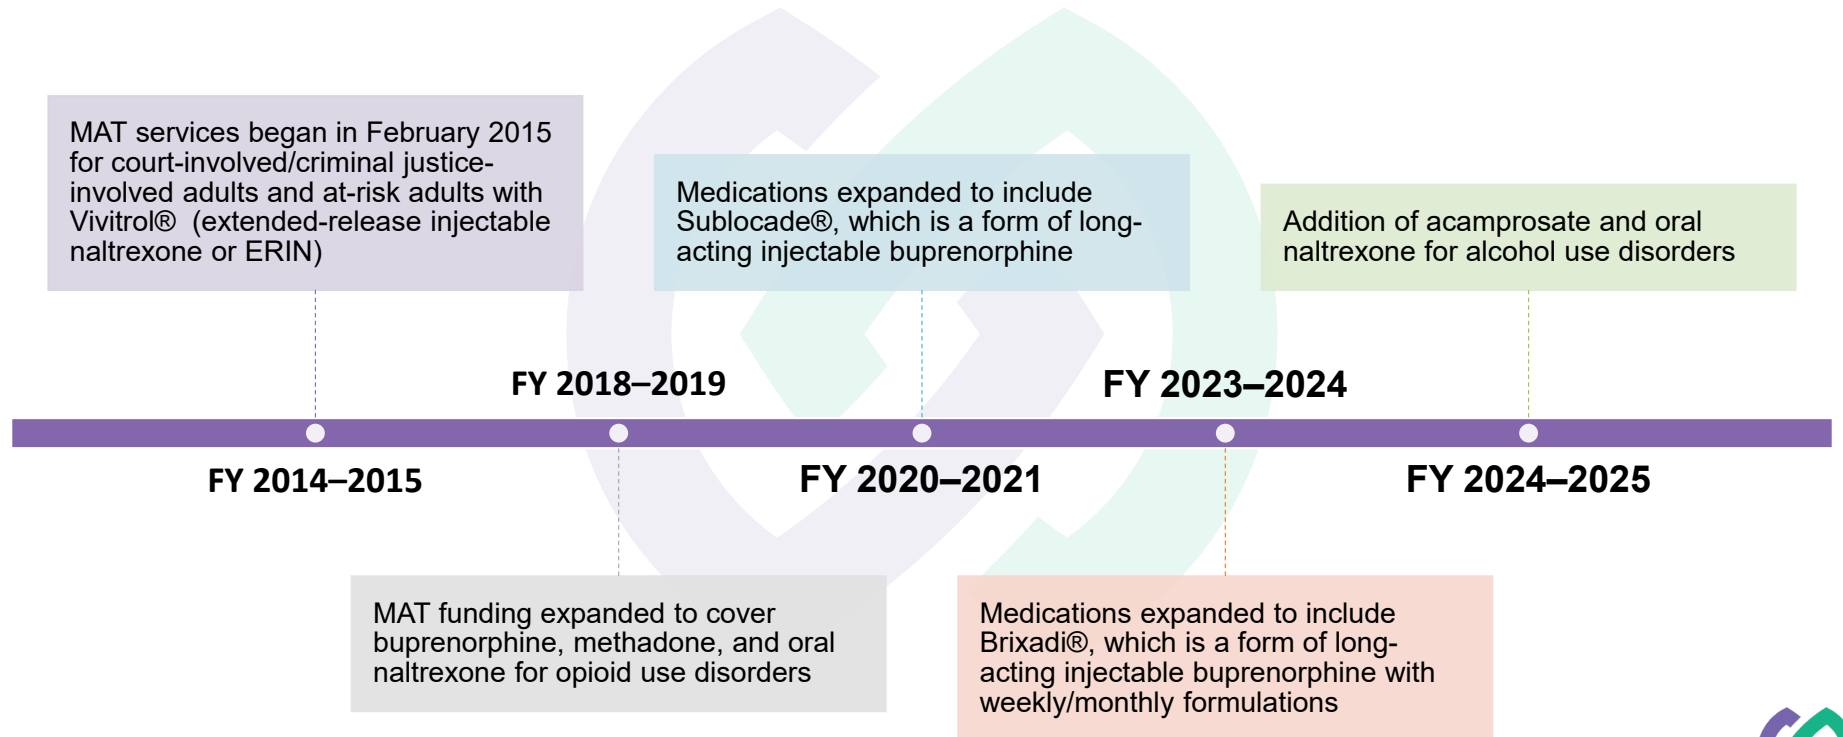 MAT services began in February 2015
for court-involved/criminal justice-
involved adults and at-risk adults with
Vivitrol® (extended-release injectable
naltrexone or ERIN)
Medications expanded to include
Sublocade®, which is a form of long-
acting injectable buprenorphine
Addition of acamprosate and oral
naltrexone for alcohol use disorders
FY 2018–2019
FY 2023–2024
FY 2014–2015
FY 2020–2021
FY 2024–2025
MAT funding expanded to cover
buprenorphine, methadone, and oral
naltrexone for opioid use disorders
Medications expanded to include
Brixadi®, which is a form of long-
acting injectable buprenorphine with
weekly/monthly formulations